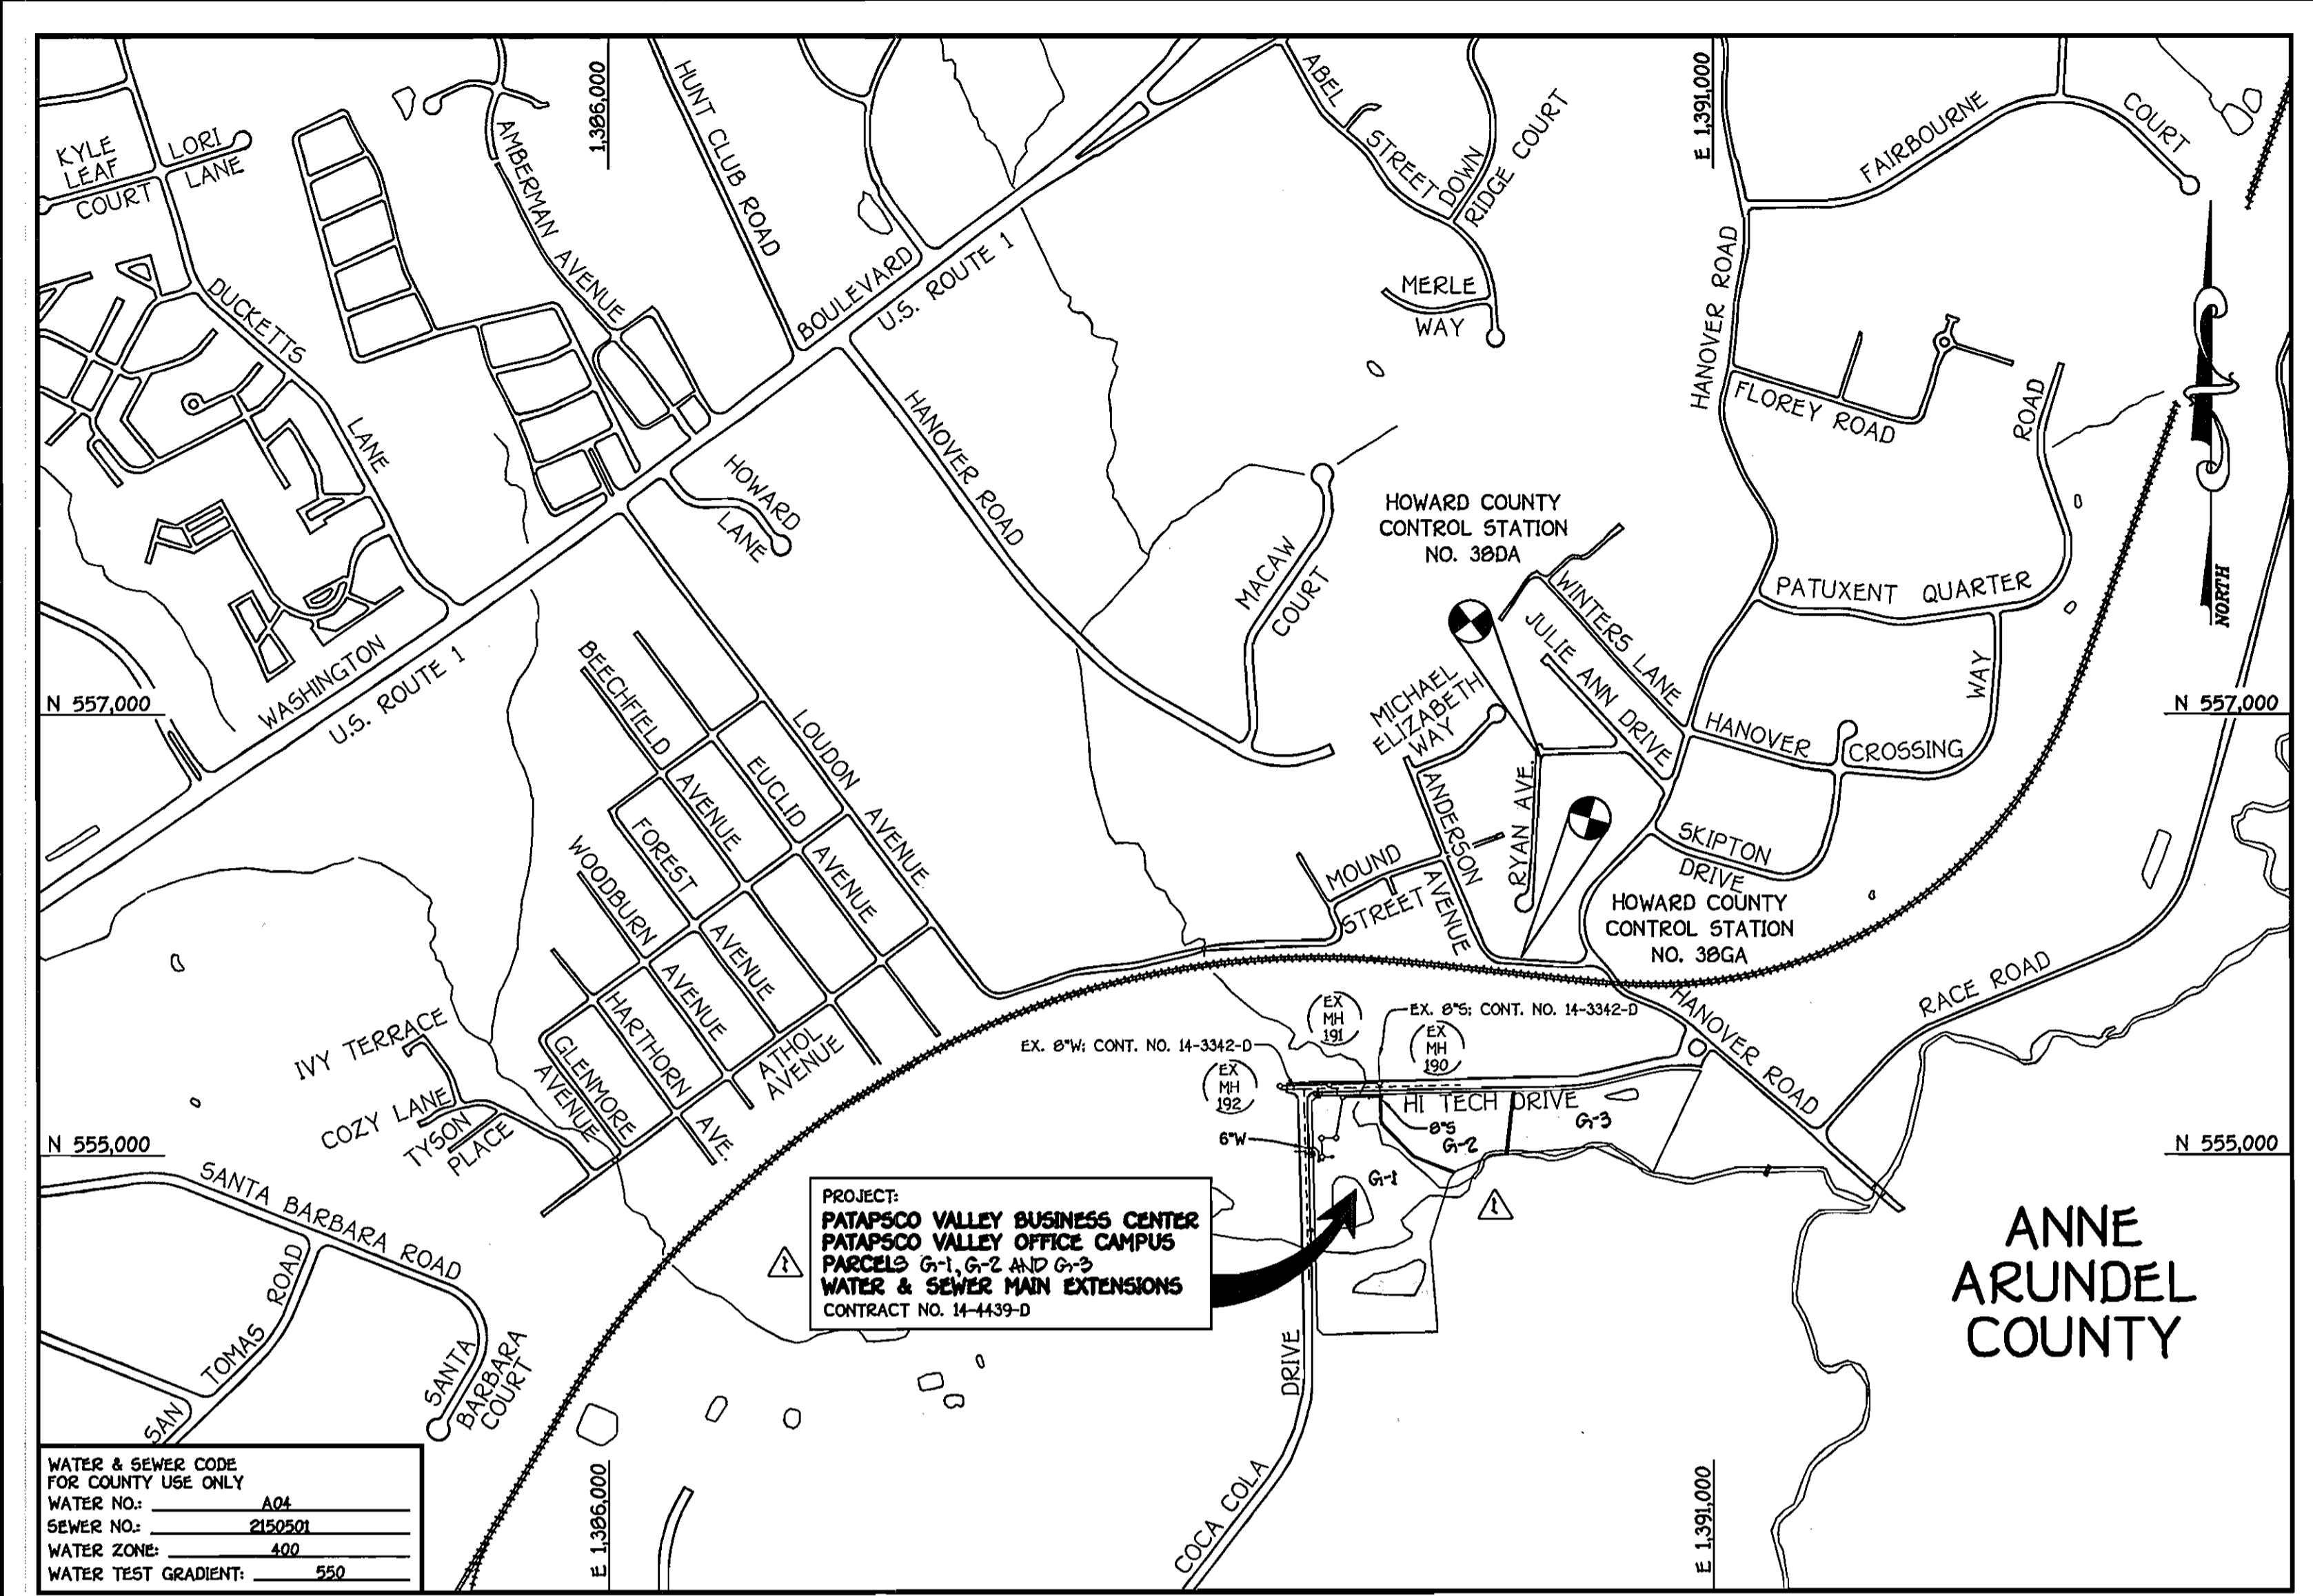 KYLE
LEAF
COURT
LORI
LANE
DUCKETTS
LANE
AMBERMAN AVENUE
1,386,000
HUNT CLUB ROAD
BOULEVARD
U.S. ROUTE 1
ABEL
STREET
DOWN
RIDGE COURT
MERLE
WAY
E 1,391,000
FAIRBOURNE
COURT
HANOVER ROAD
FLOREY ROAD
ROAD
NORTH
HOWARD
LANE
HANOVER ROAD
MACAW
COURT
HOWARD COUNTY
CONTROL STATION
NO. 38DA
WINTERS LANE
JULIE ANN DRIVE
PATUXENT QUARTER
WAY
N 557,000
WASHINGTON
U.S. ROUTE 1
N 557,000
MICHAEL
ELIZABETH
WAY
HANOVER
CROSSING
BEECHFIELD
AVENUE
EUCLID
AVENUE
LOUDON AVENUE
FOREST
AVENUE
WOODBURN
AVENUE
HARTHORN
AVE.
GLENMORE
AVENUE
ATHOL
AVENUE
ANDERSON
AVENUE
RYAN AVE.
MOUND
STREET
SKIPTON
DRIVE
HOWARD COUNTY
CONTROL STATION
NO. 38GA
HANOVER ROAD
RACE ROAD
IVY TERRACE
COZY LANE
TYSON
PLACE
EX. 8"W; CONT. NO. 14-3342-D
EX
MH
191
EX. 8"S; CONT. NO. 14-3342-D
EX
MH
190
EX
MH
192
HI TECH DRIVE
8"S
6"W
G-1
G-2
G-3
N 555,000
N 555,000
SANTA BARBARA ROAD
SAN
TOMAS
ROAD
SANTA
BARBARA
COURT
PROJECT:
PATAPSCO VALLEY BUSINESS CENTER
PATAPSCO VALLEY OFFICE CAMPUS
PARCELS G-1, G-2 AND G-3
WATER & SEWER MAIN EXTENSIONS
CONTRACT NO. 14-4439-D
1
1
ANNE
ARUNDEL
COUNTY
COCA COLA
DRIVE
E 1,386,000
E 1,391,000
WATER & SEWER CODE
FOR COUNTY USE ONLY
WATER NO.: A04
SEWER NO.: 2150501
WATER ZONE: 400
WATER TEST GRADIENT: 550